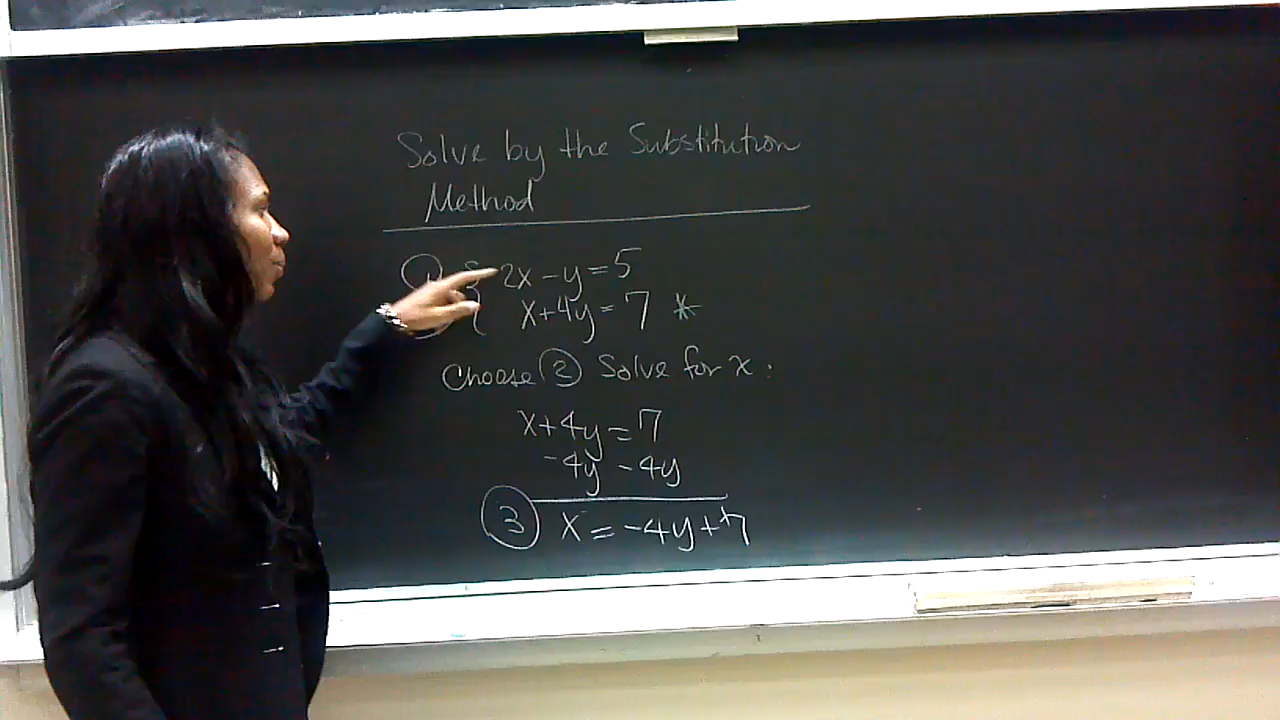 Solve by the Substitution
Method
① 2x-y=5
x+4y=7 *
Choose ② Solve for x:
x+4y=7
-4y -4y
③ x=-4y+7